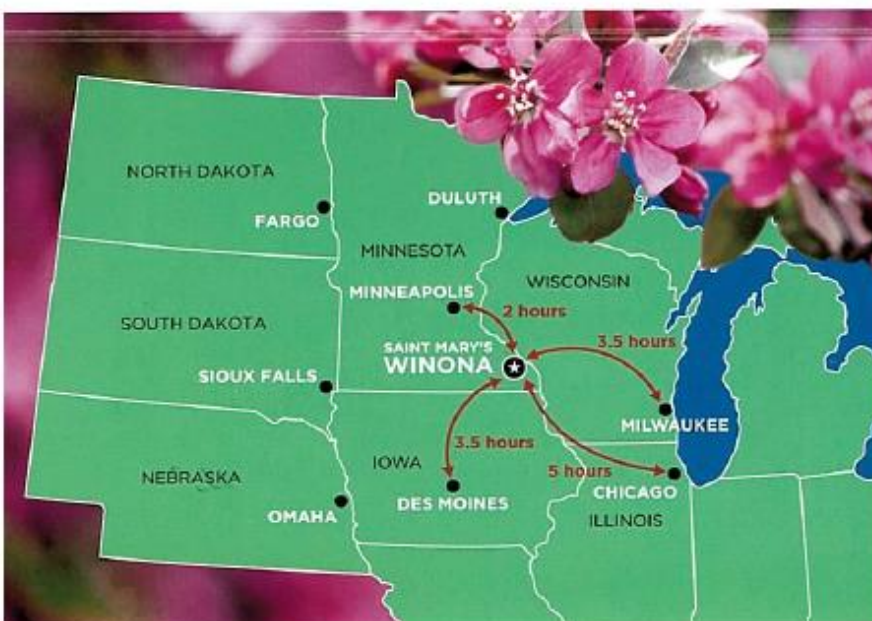 NORTH DAKOTA
FARGO
DULUTH
MINNESOTA
WISCONSIN
MINNEAPOLIS
2 hours
SOUTH DAKOTA
SAINT MARY'S
WINONA
3.5 hours
SIOUX FALLS
MILWAUKEE
3.5 hours
IOWA
NEBRASKA
5 hours
DES MOINES
CHICAGO
OMAHA
ILLINOIS